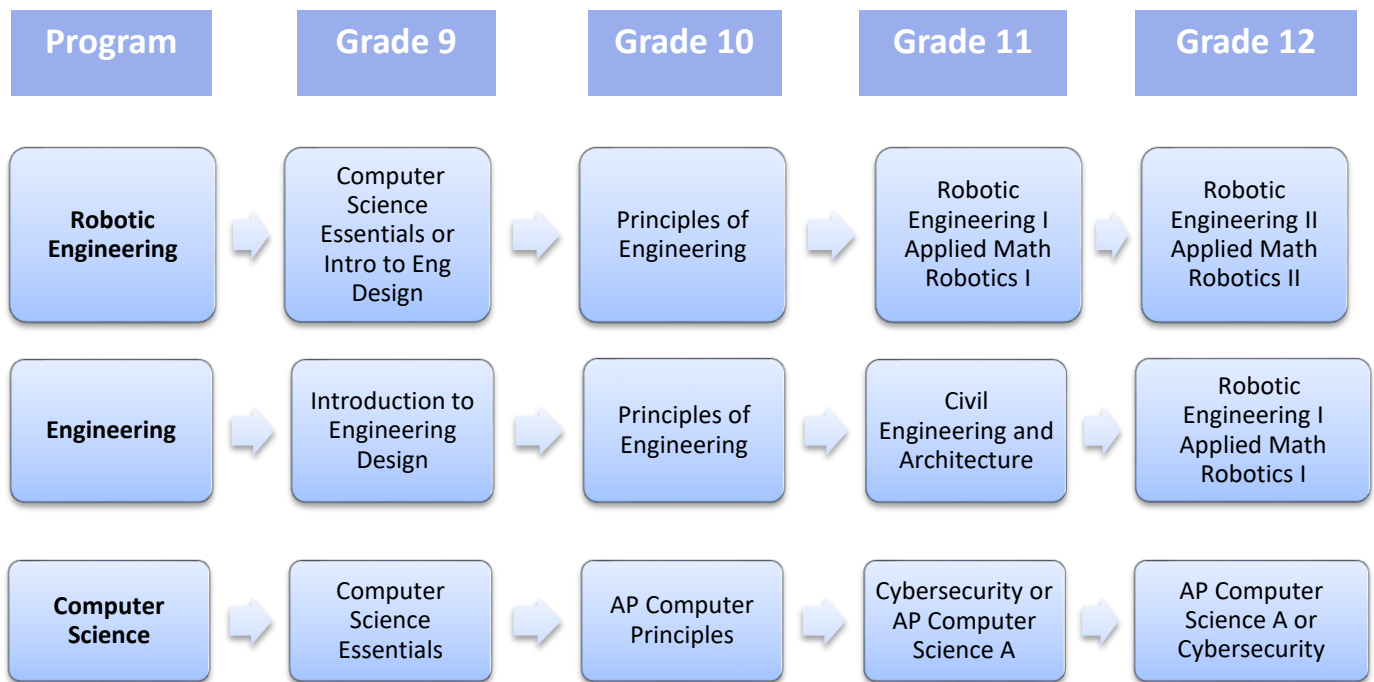 Program
Grade 9
Grade 10
Grade 11
Grade 12
Robotic
Engineering
Computer
Science
Essentials or
Intro to Eng
Design
Principles of
Engineering
Robotic
Engineering I
Applied Math
Robotics I
Robotic
Engineering II
Applied Math
Robotics II
Engineering
Introduction to
Engineering
Design
Principles of
Engineering
Civil
Engineering and
Architecture
Robotic
Engineering I
Applied Math
Robotics I
Computer
Science
Computer
Science
Essentials
AP Computer
Principles
Cybersecurity or
AP Computer
Science A
AP Computer
Science A or
Cybersecurity